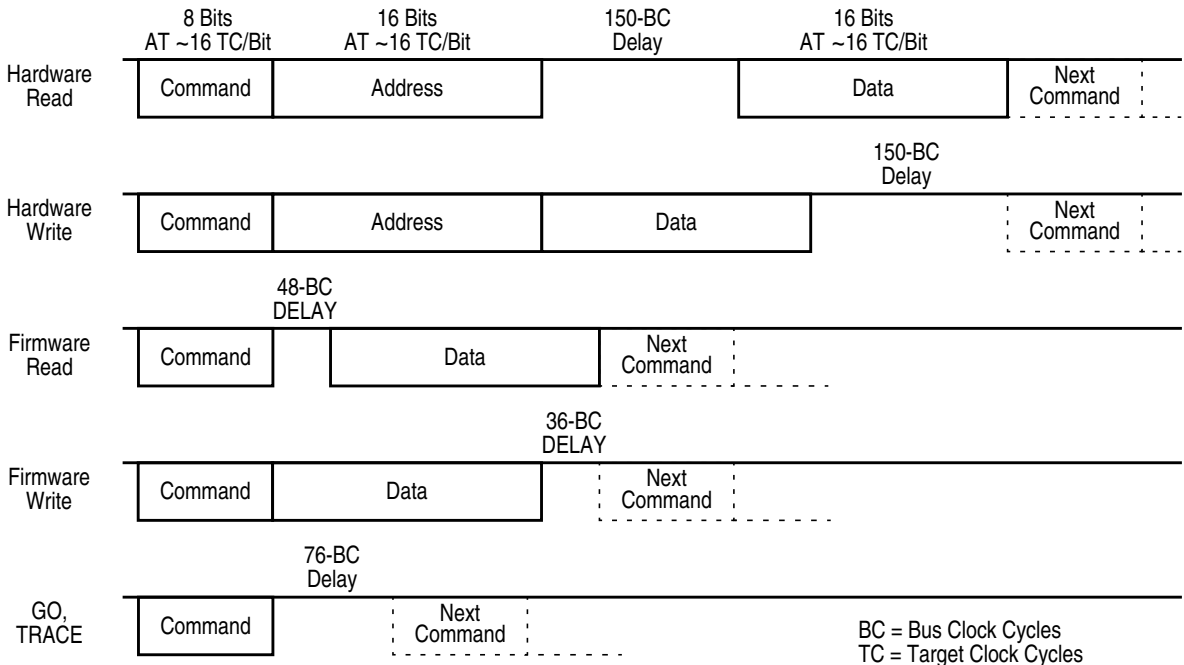 8 Bits
AT ~16 TC/Bit
16 Bits
AT ~16 TC/Bit
150-BC
Delay
16 Bits
AT ~16 TC/Bit
Hardware
Read
Command
Address
Data
Next
Command
150-BC
Delay
Hardware
Write
Command
Address
Data
Next
Command
48-BC
DELAY
Firmware
Read
Command
Data
Next
Command
36-BC
DELAY
Firmware
Write
Command
Data
Next
Command
76-BC
Delay
GO,
TRACE
Command
Next
Command
BC = Bus Clock Cycles
TC = Target Clock Cycles